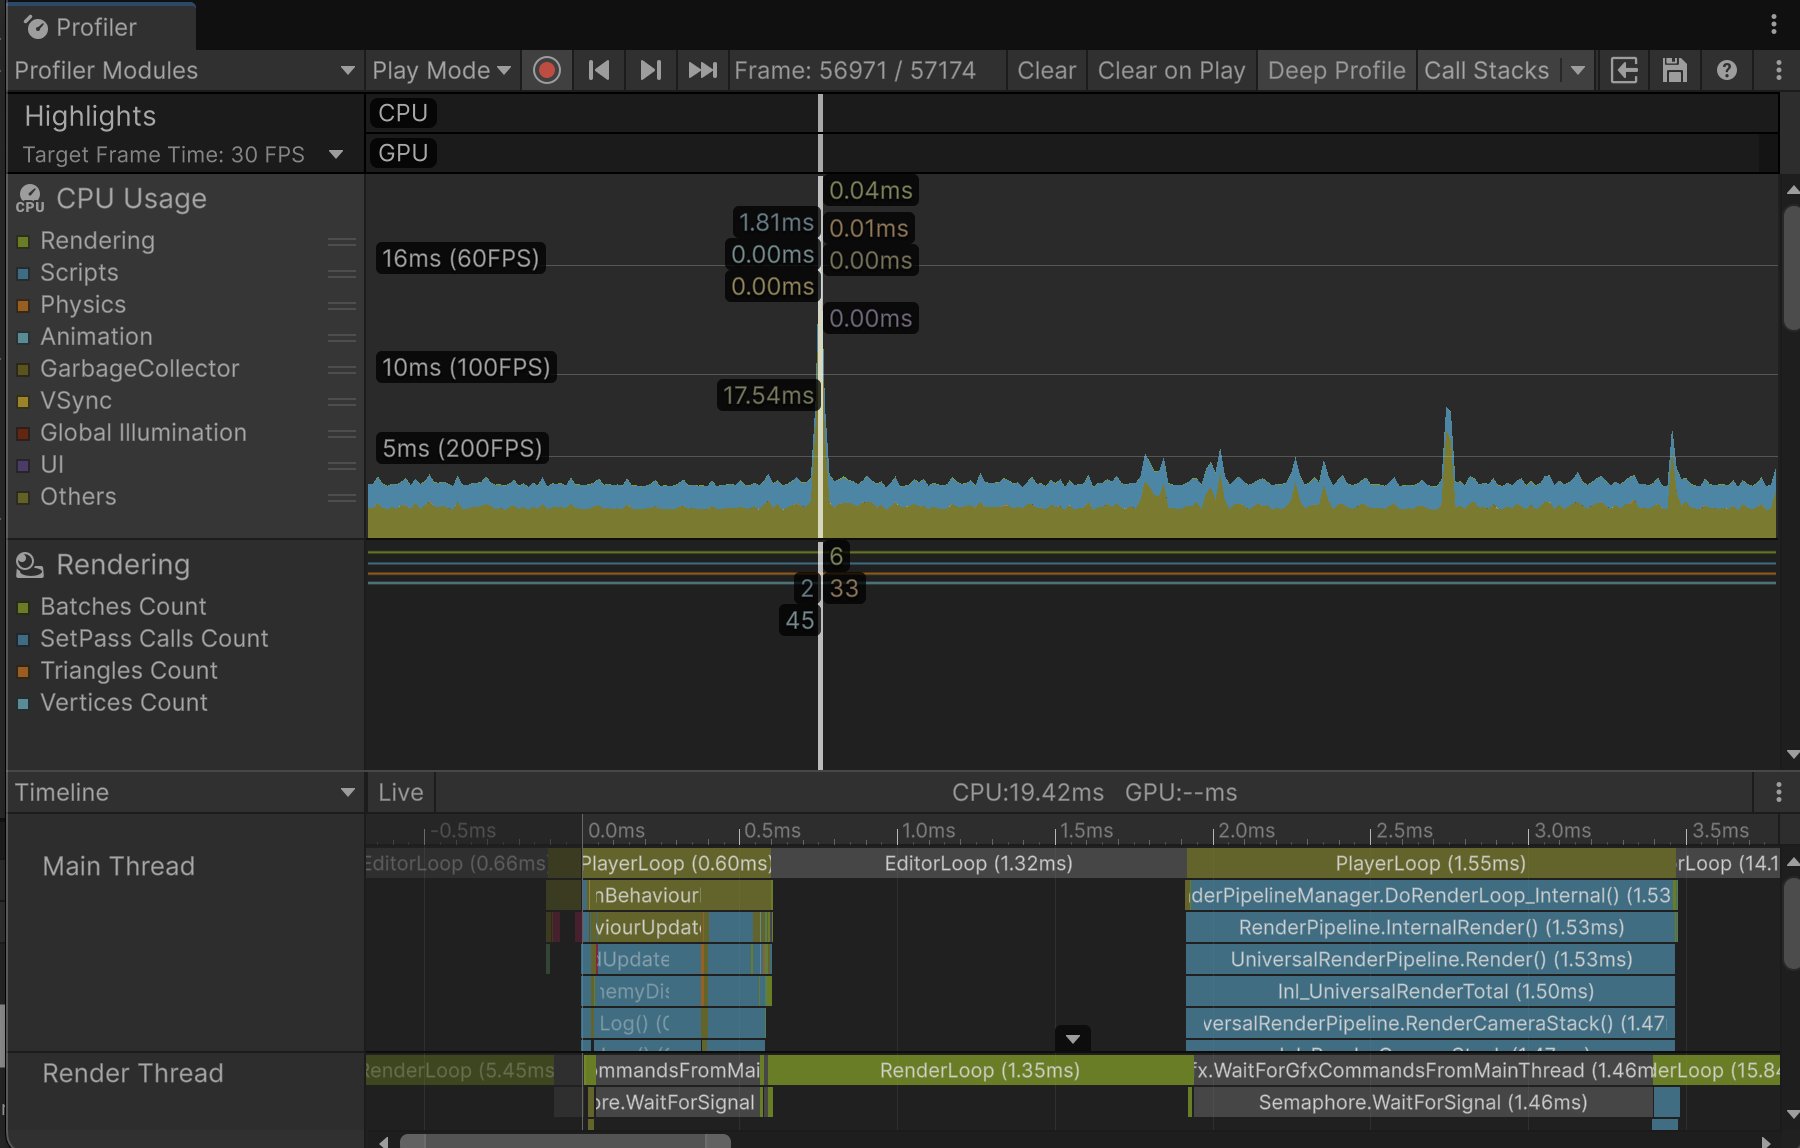 Profiler
Profiler Modules Play Mode Frame: 56971 / 57174 Clear Clear on Play Deep Profile Call Stacks
Highlights
Target Frame Time: 30 FPS
CPU
GPU
CPU Usage
Rendering
Scripts
Physics
Animation
GarbageCollector
VSync
Global Illumination
UI
Others
0.04ms
1.81ms
0.01ms
16ms (60FPS)
0.00ms
0.00ms
0.00ms
0.00ms
10ms (100FPS)
17.54ms
5ms (200FPS)
Rendering
Batches Count
SetPass Calls Count
Triangles Count
Vertices Count
6
2
33
45
Timeline Live CPU:19.42ms GPU:--ms
-0.5ms 0.0ms 0.5ms 1.0ms 1.5ms 2.0ms 2.5ms 3.0ms 3.5ms
Main Thread
EditorLoop (0.66ms PlayerLoop (0.60ms) EditorLoop (1.32ms) PlayerLoop (1.55ms) rLoop (14.1
nBehaviour derPipelineManager.DoRenderLoop_Internal() (1.53
viourUpdat RenderPipeline.InternalRender() (1.53ms)
dUpdate UniversalRenderPipeline.Render() (1.53ms)
nemyDis Inl_UniversalRenderTotal (1.50ms)
Log() ( versalRenderPipeline.RenderCameraStack() (1.47
Render Thread
RenderLoop (5.45ms ommandsFromMai RenderLoop (1.35ms) fx.WaitForGfxCommandsFromMainThread (1.46m derLoop (15.84
ore.WaitForSignal Semaphore.WaitForSignal (1.46ms)